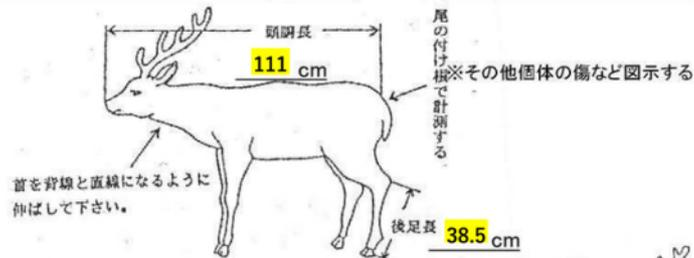 頭胴長
111 cm
尾の付け根で計測する
※その他個体の傷など図示する
首を背線と直線になるように
伸ばして下さい。
後足長 38.5 cm